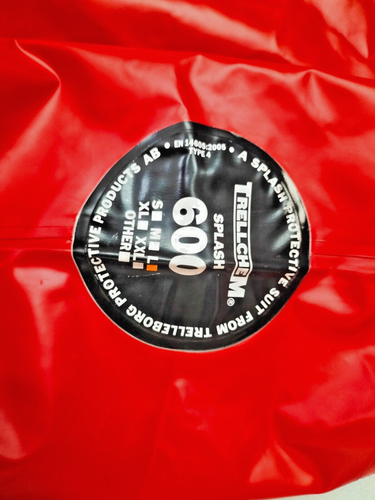 • A SPLASH PROTECTIVE SUIT FROM TRELLEBORG PROTECTIVE PRODUCTS AB •
EN 14605:2005
TYPE 4
TRELLCHEM®
SPLASH
600
S M L
XL XXL
OTHER